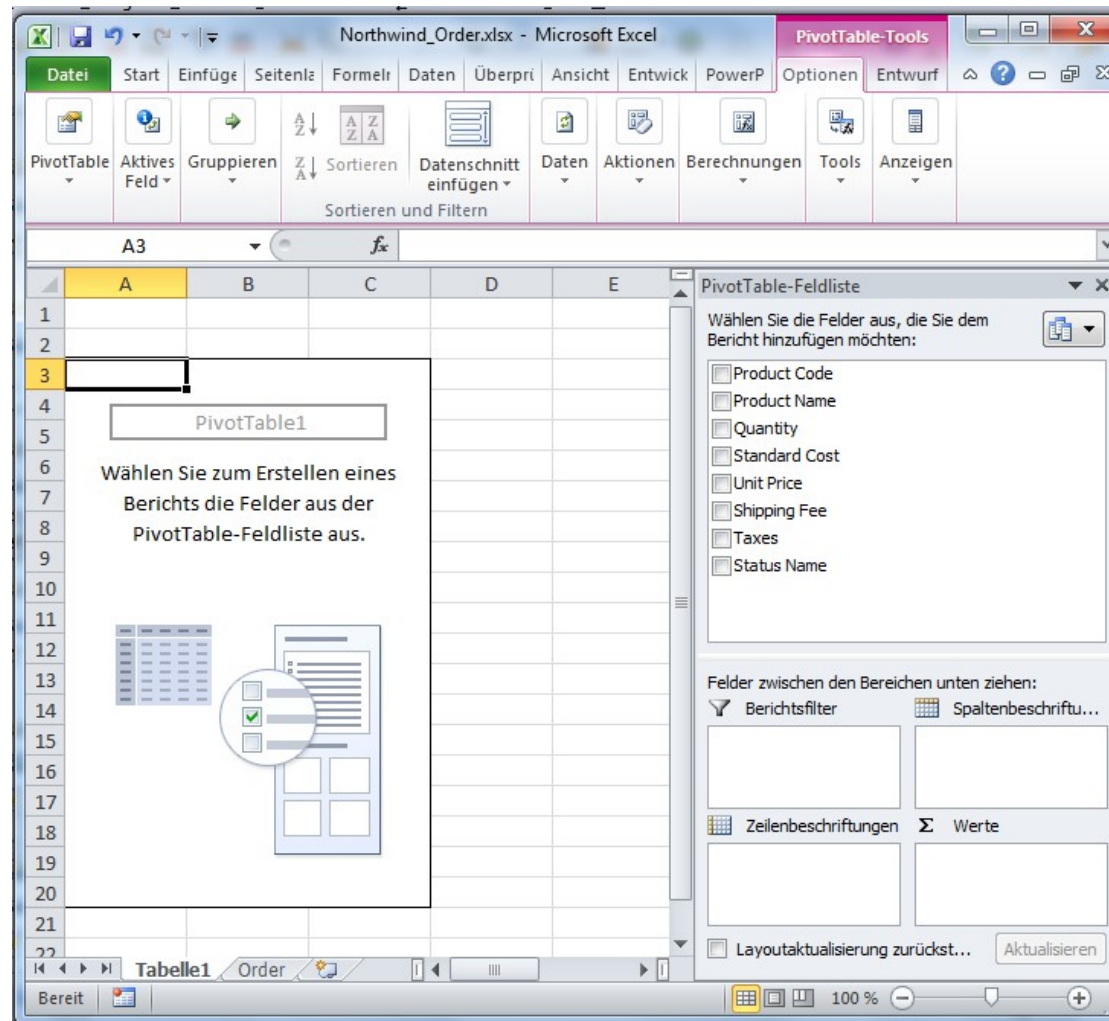 Northwind_Order.xlsx - Microsoft Excel
PivotTable-Tools
Datei Start Einfüge Seitenla Formeln Daten Überprü Ansicht Entwick PowerP Optionen Entwurf
PivotTable Aktives Feld Gruppieren Sortieren Datenschnitt einfügen Daten Aktionen Berechnungen Tools Anzeigen
Sortieren und Filtern
A3 fx
A B C D E
1
2
3
4
5
6
7
8
9
10
11
12
13
14
15
16
17
18
19
20
21
22
PivotTable1
Wählen Sie zum Erstellen eines
Berichts die Felder aus der
PivotTable-Feldliste aus.
PivotTable-Feldliste
Wählen Sie die Felder aus, die Sie dem
Bericht hinzufügen möchten:
Product Code
Product Name
Quantity
Standard Cost
Unit Price
Shipping Fee
Taxes
Status Name
Felder zwischen den Bereichen unten ziehen:
Berichtsfilter Spaltenbeschriftu...
Zeilenbeschriftungen Σ Werte
Layoutaktualisierung zurückst... Aktualisieren
Tabelle1 Order
Bereit 100 %